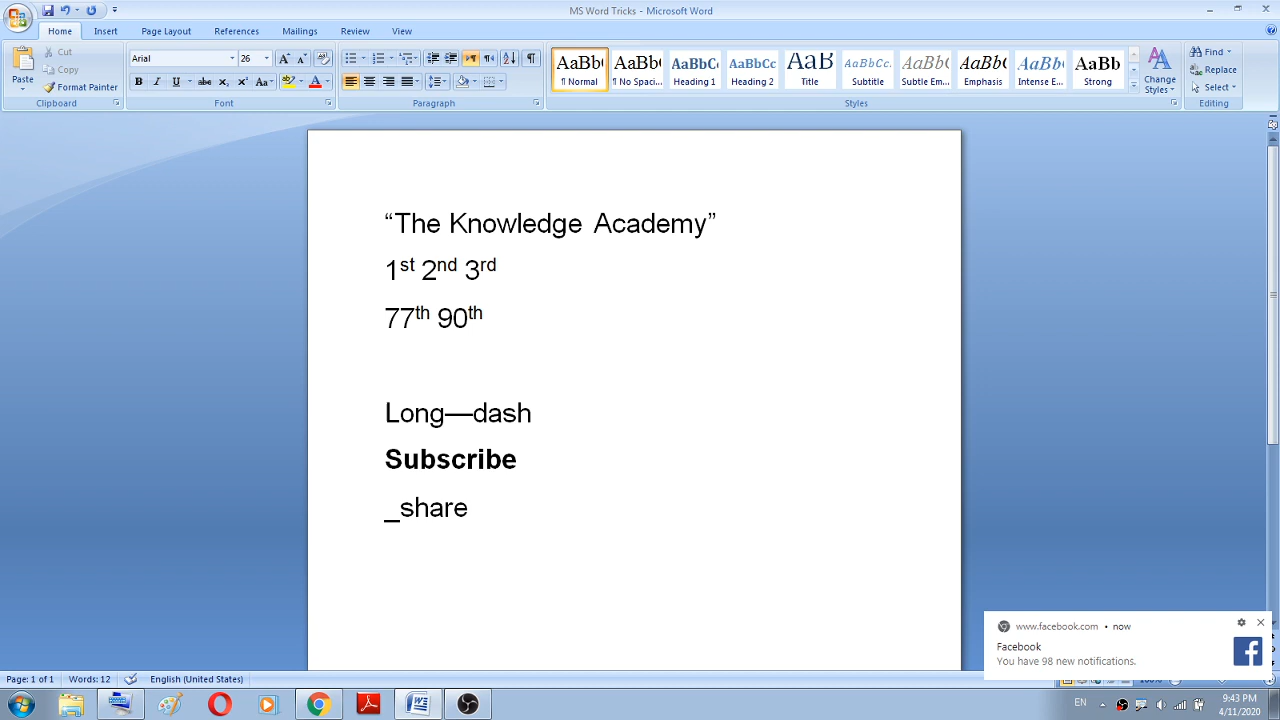 MS Word Tricks - Microsoft Word
Home Insert Page Layout References Mailings Review View
Paste
Cut
Copy
Format Painter
Clipboard
Arial 26
Font
Paragraph
AaBb( AaBb( AaBbC AaBbCc AaB AaBbCc. AaBb( AaBb( AaBb( AaBb
¶ Normal ¶ No Spaci... Heading 1 Heading 2 Title Subtitle Subtle Em... Emphasis Intense E... Strong
Change
Styles
Styles
Find
Replace
Select
Editing
“The Knowledge Academy”
1st 2nd 3rd
77th 90th
Long—dash
Subscribe
_share
www.facebook.com • now
Facebook
You have 98 new notifications.
Page: 1 of 1 Words: 12 English (United States)
EN
9:43 PM
4/11/2020